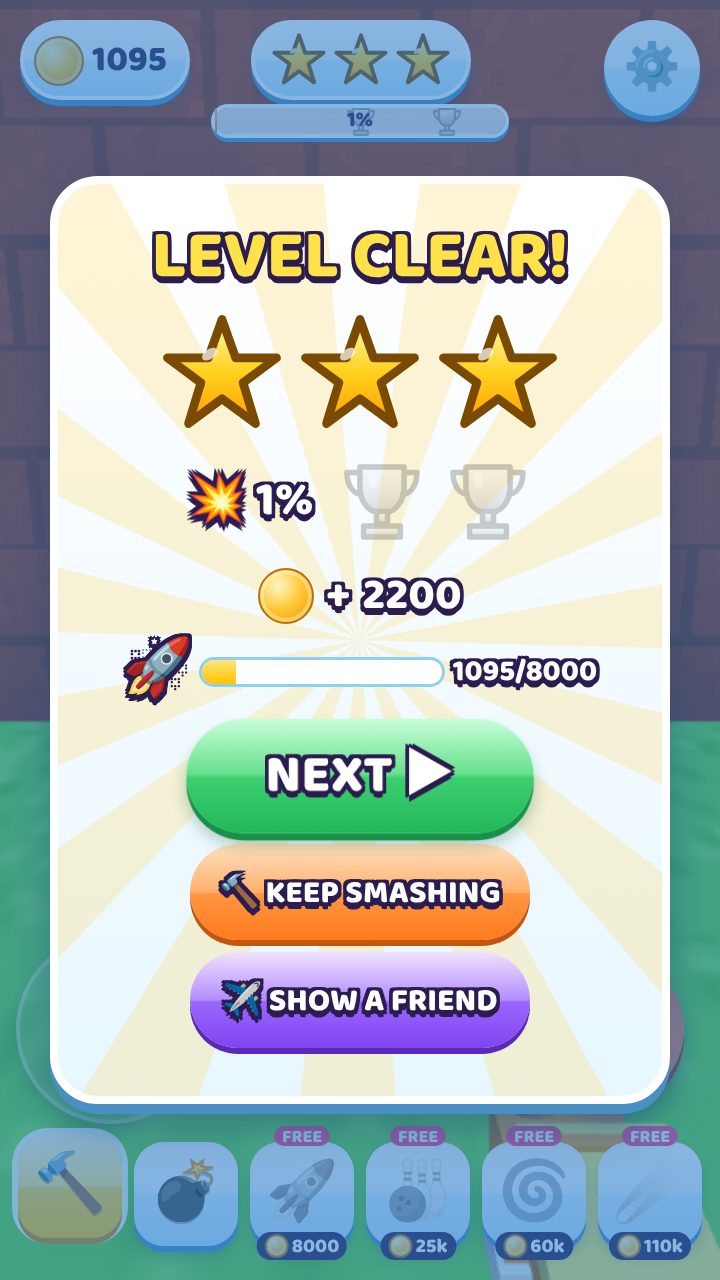 1095
1%
LEVEL CLEAR!
1%
+ 2200
1095/8000
NEXT
KEEP SMASHING
SHOW A FRIEND
FREE FREE FREE FREE
8000 25k 60k 110k